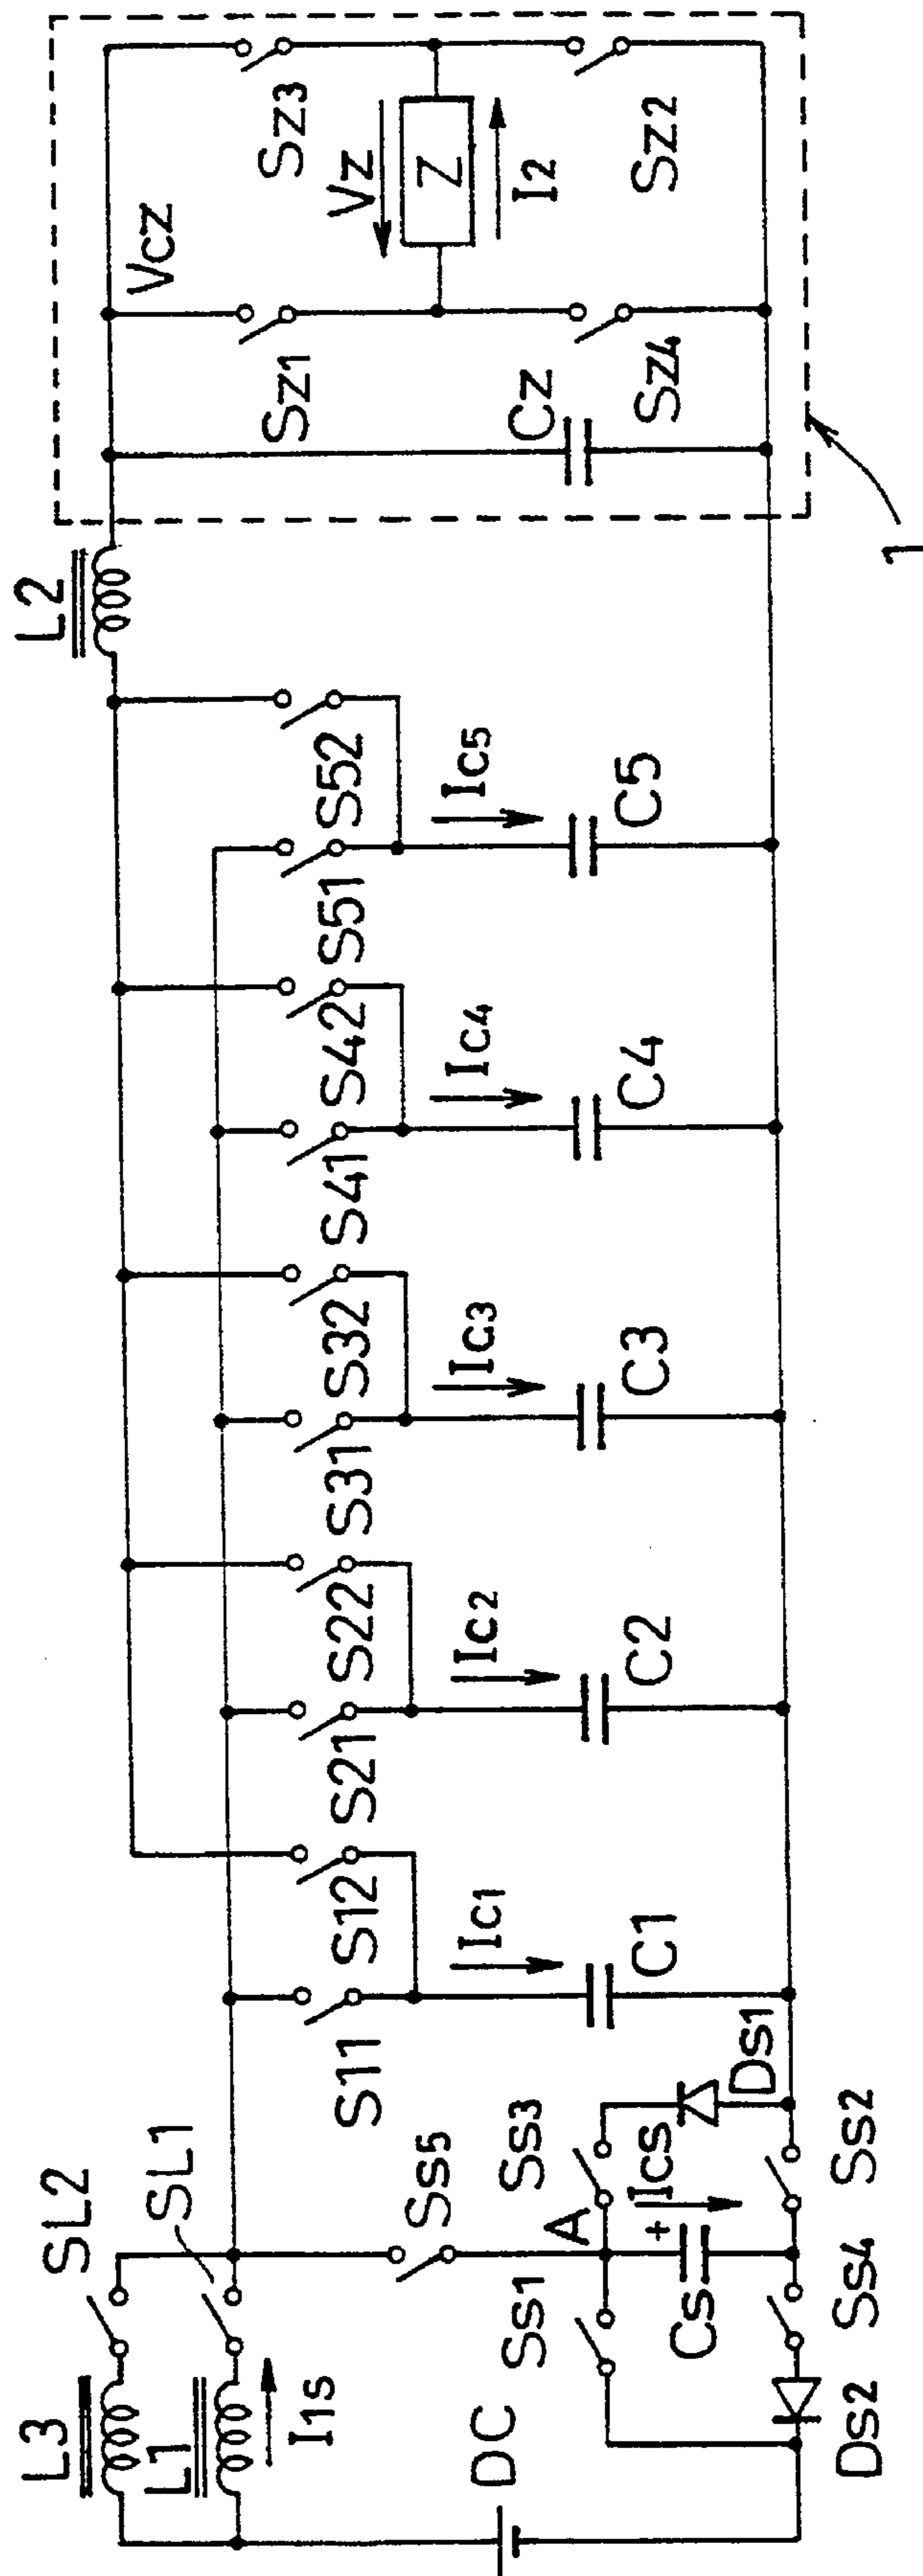 L3
SL2
L1
SL1
I1s
DC
Ss5
Ss1
A
Ss3
+
Cs
Ics
Ds1
Ds2
Ss4
Ss2
S11
S12
Ic1
C1
S21
S22
Ic2
C2
S31
S32
Ic3
C3
S41
S42
Ic4
C4
S51
S52
Ic5
C5
L2
Vcz
Sz1
Sz3
Vz
Z
I2
Cz
Sz4
Sz2
1